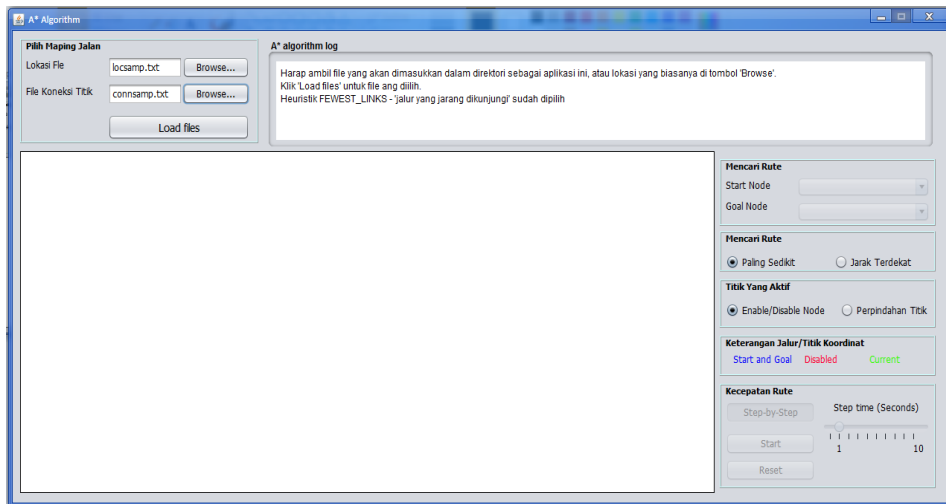 A* Algorithm
Pilih Maping Jalan
Lokasi Fle
locsamp.txt
Browse...
File Koneksi Titik
connsamp.txt
Browse...
Load files
A* algorithm log
Harap ambil file yang akan dimasukkan dalam direktori sebagai aplikasi ini, atau lokasi yang biasanya di tombol 'Browse'.
Klik 'Load files' untuk file ang diilih.
Heuristik FEWEST_LINKS - 'jalur yang jarang dikunjungi' sudah dipilih
Mencari Rute
Start Node
Goal Node
Mencari Rute
Paling Sedikit
Jarak Terdekat
Titik Yang Aktif
Enable/Disable Node
Perpindahan Titik
Keterangan Jalur/Titik Koordinat
Start and Goal
Disabled
Current
Kecepatan Rute
Step-by-Step
Step time (Seconds)
Start
1
10
Reset